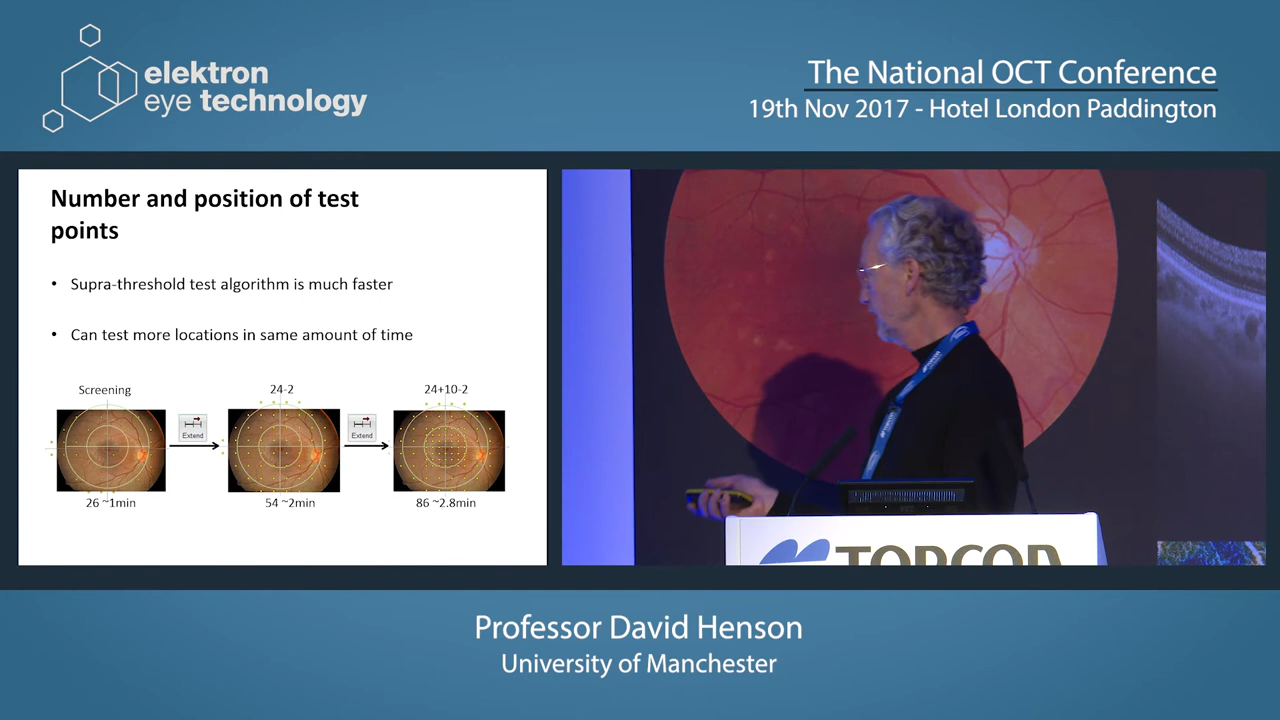 elektron
eye technology
The National OCT Conference
19th Nov 2017 - Hotel London Paddington
Number and position of test
points
• Supra-threshold test algorithm is much faster
• Can test more locations in same amount of time
Screening
24-2
24+10-2
Extend
Extend
26 ~1min
54 ~2min
86 ~2.8min
TOPCON
TOPCON
Professor David Henson
University of Manchester